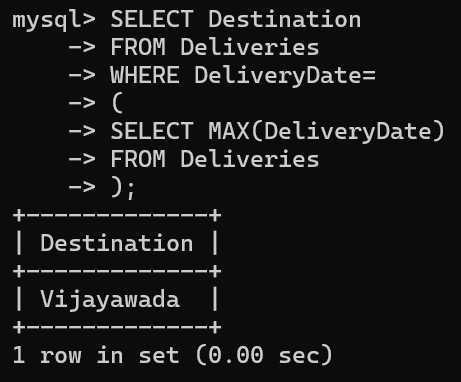 mysql> SELECT Destination
    -> FROM Deliveries
    -> WHERE DeliveryDate=
    -> (
    -> SELECT MAX(DeliveryDate)
    -> FROM Deliveries
    -> );
+-------------+
| Destination |
+-------------+
| Vijayawada  |
+-------------+
1 row in set (0.00 sec)